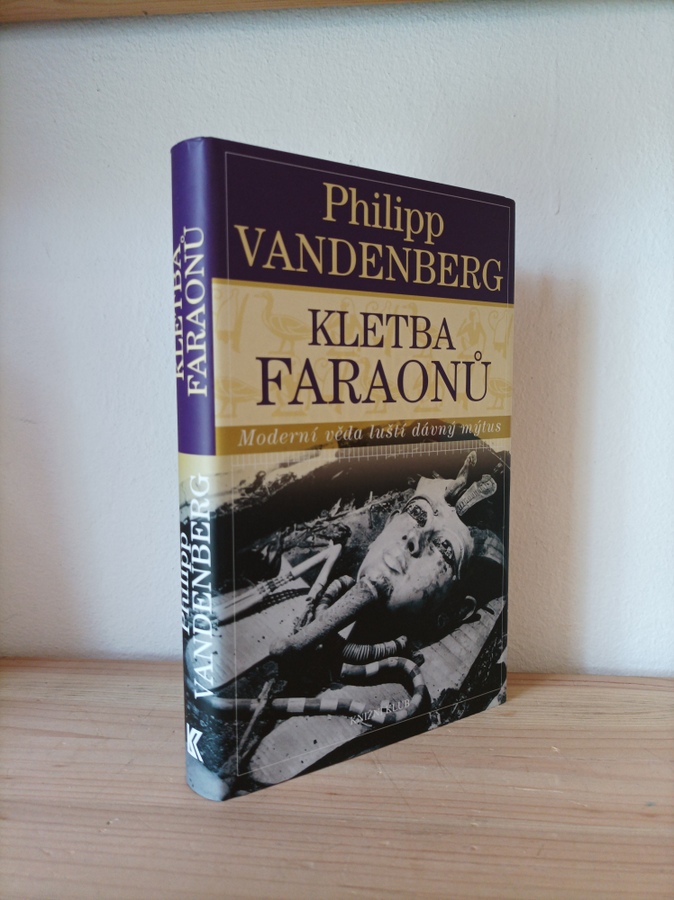 Philipp
VANDENBERG
KLETBA
FARAONŮ
Moderní věda luští dávný mýtus
KNIŽNÍ KLUB
KLETBA
FARAONŮ
Philipp
VANDENBERG